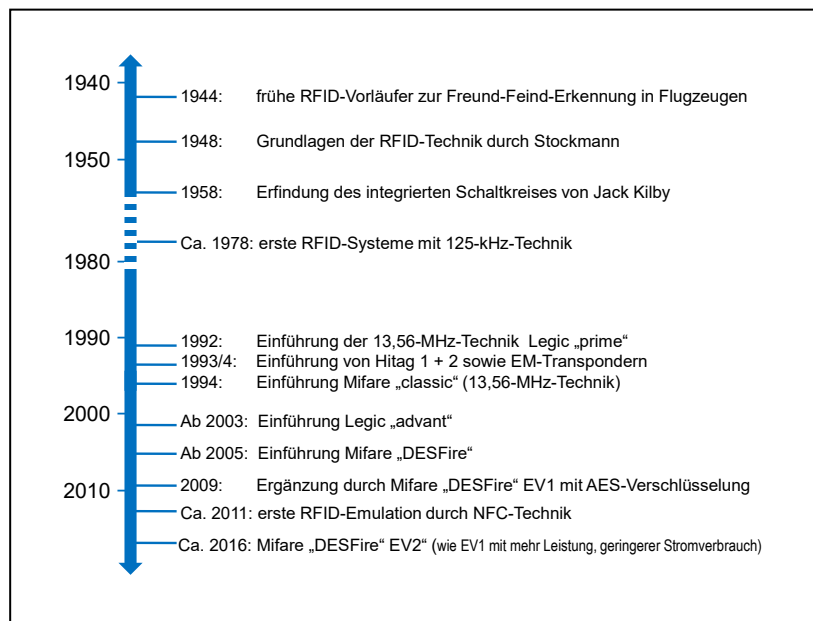 1940
1944: frühe RFID-Vorläufer zur Freund-Feind-Erkennung in Flugzeugen
1948: Grundlagen der RFID-Technik durch Stockmann
1950
1958: Erfindung des integrierten Schaltkreises von Jack Kilby
Ca. 1978: erste RFID-Systeme mit 125-kHz-Technik
1980
1990
1992: Einführung der 13,56-MHz-Technik Legic „prime“
1993/4: Einführung von Hitag 1 + 2 sowie EM-Transpondern
1994: Einführung Mifare „classic“ (13,56-MHz-Technik)
2000
Ab 2003: Einführung Legic „advant“
Ab 2005: Einführung Mifare „DESFire“
2009: Ergänzung durch Mifare „DESFire“ EV1 mit AES-Verschlüsselung
2010
Ca. 2011: erste RFID-Emulation durch NFC-Technik
Ca. 2016: Mifare „DESFire“ EV2“ (wie EV1 mit mehr Leistung, geringerer Stromverbrauch)